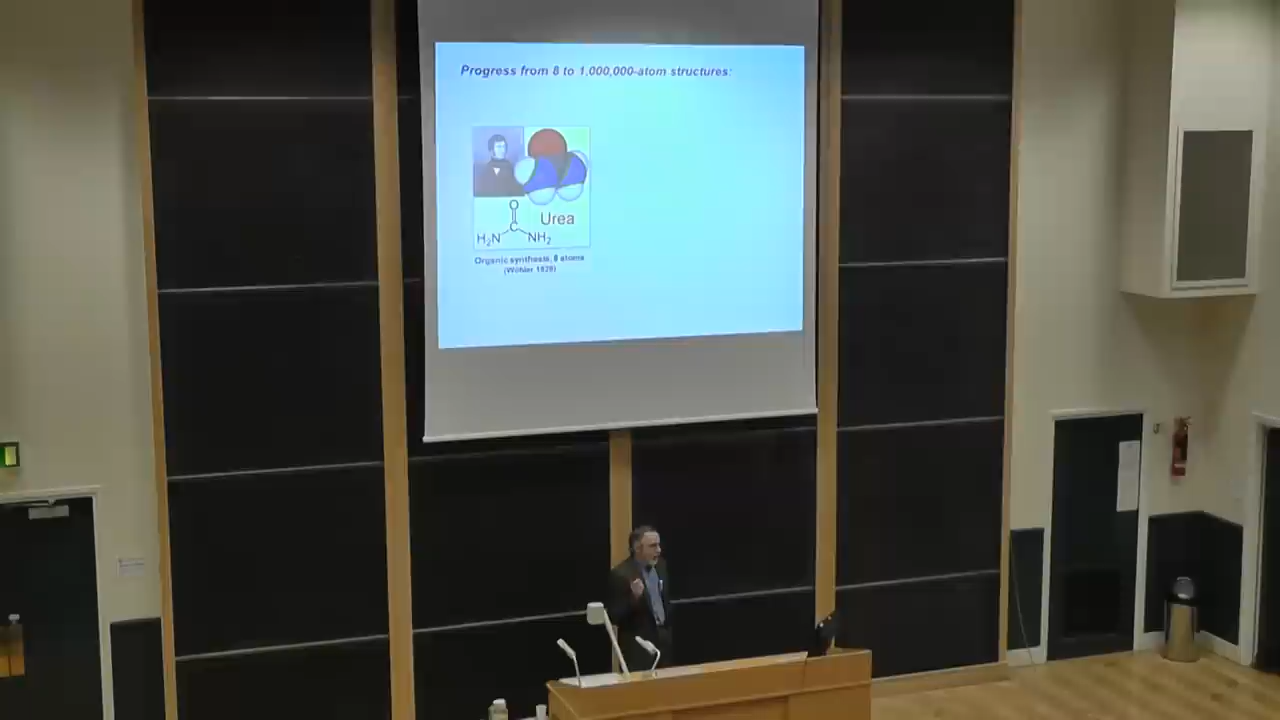 Progress from 8 to 1,000,000-atom structures:
O
C
H₂N
NH₂
Urea
Organic synthesis, 8 atoms
(Wöhler 1828)